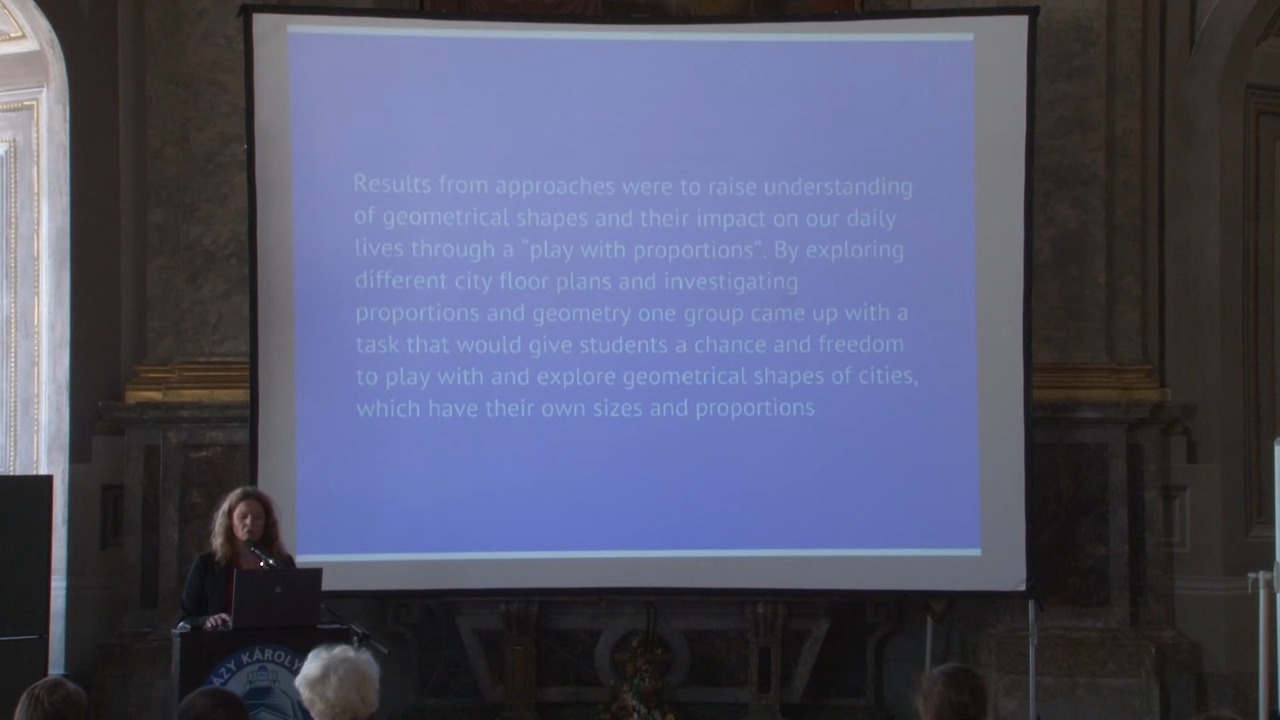 Results from approaches were to raise understanding
of geometrical shapes and their impact on our daily
lives through a “play with proportions”. By exploring
different city floor plans and investigating
proportions and geometry one group came up with a
task that would give students a chance and freedom
to play with and explore geometrical shapes of cities,
which have their own sizes and proportions
ÁZY KÁROLY